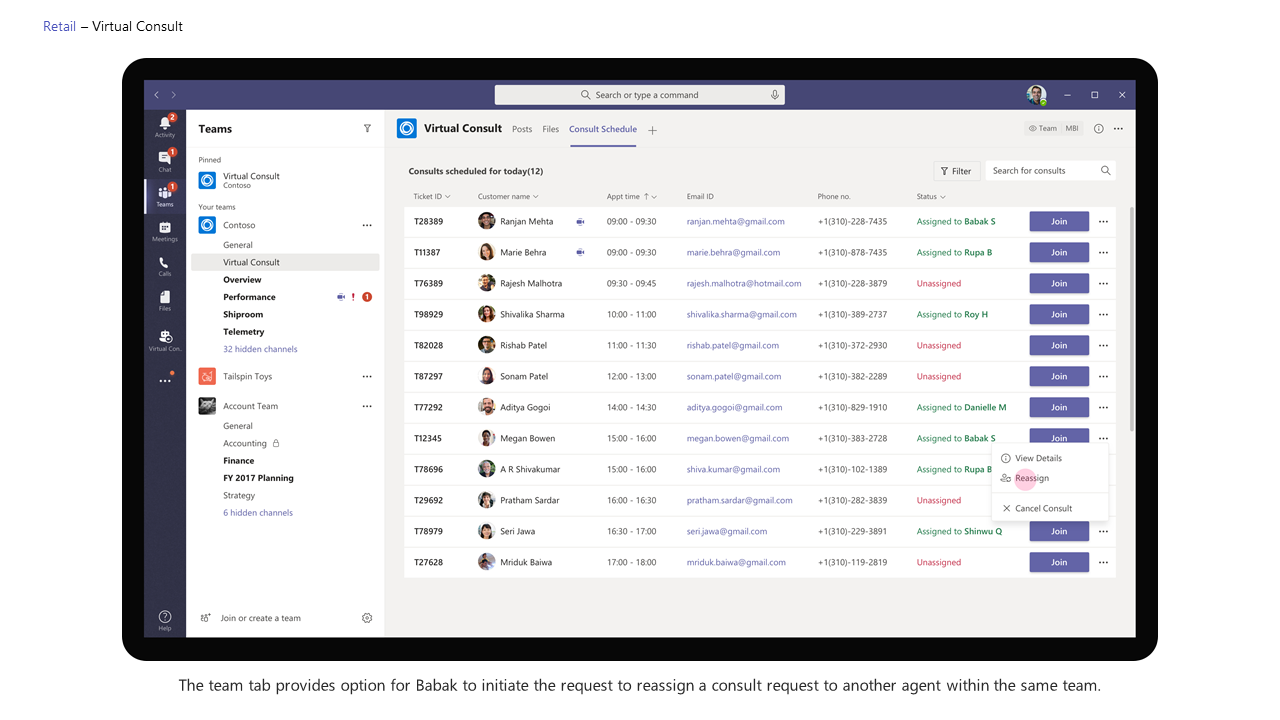 Retail – Virtual Consult
Search or type a command
Activity 2
Chat 1
Teams 1
Meetings
Calls
Files
Virtual Con..
Help
Teams
Pinned
Virtual Consult
Contoso
Your teams
Contoso
General
Virtual Consult
Overview
Performance ! 1
Shiproom
Telemetry
32 hidden channels
Tailspin Toys
Account Team
General
Accounting
Finance
FY 2017 Planning
Strategy
6 hidden channels
Join or create a team
Virtual Consult Posts Files Consult Schedule Team MBI
Consults scheduled for today(12) Filter Search for consults
Ticket ID Customer name Appt time Email ID Phone no. Status
T28389 Ranjan Mehta 09:00 - 09:30 ranjan.mehta@gmail.com +1(310)-228-7435 Assigned to Babak S Join
T11387 Marie Behra 09:00 - 09:30 marie.behra@gmail.com +1(310)-878-7435 Assigned to Rupa B Join
T76389 Rajesh Malhotra 09:30 - 09:45 rajesh.malhotra@hotmail.com +1(310)-228-3879 Unassigned Join
T98929 Shivalika Sharma 10:00 - 11:00 shivalika.sharma@gmail.com +1(310)-389-2737 Assigned to Roy H Join
T82028 Rishab Patel 11:00 - 11:30 rishab.patel@gmail.com +1(310)-372-2930 Unassigned Join
T87297 Sonam Patel 12:00 - 13:00 sonam.patel@gmail.com +1(310)-382-2289 Unassigned Join
T77292 Aditya Gogoi 14:00 - 14:30 aditya.gogoi@gmail.com +1(310)-829-1910 Assigned to Danielle M Join
T12345 Megan Bowen 15:00 - 16:00 megan.bowen@gmail.com +1(310)-383-2728 Assigned to Babak S Join
T78696 A R Shivakumar 15:00 - 16:00 shiva.kumar@gmail.com +1(310)-102-1389 Assigned to Rupa B
T29692 Pratham Sardar 16:00 - 16:30 pratham.sardar@gmail.com +1(310)-282-3839 Unassigned
T78979 Seri Jawa 16:30 - 17:00 seri.jawa@gmail.com +1(310)-229-3891 Assigned to Shinwu Q Join
T27628 Mriduk Baiwa 17:00 - 18:00 mriduk.baiwa@gmail.com +1(310)-119-2819 Unassigned Join
View Details
Reassign
Cancel Consult
The team tab provides option for Babak to initiate the request to reassign a consult request to another agent within the same team.